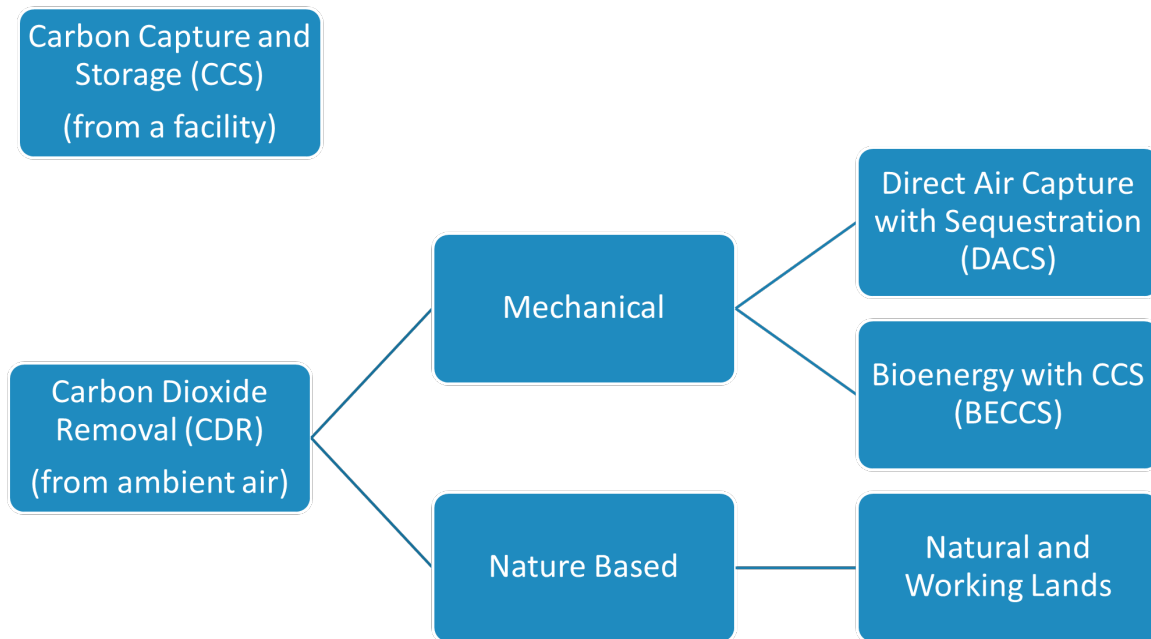 Carbon Capture and
Storage (CCS)
(from a facility)
Direct Air Capture
with Sequestration
(DACS)
Mechanical
Bioenergy with CCS
(BECCS)
Carbon Dioxide
Removal (CDR)
(from ambient air)
Nature Based
Natural and
Working Lands